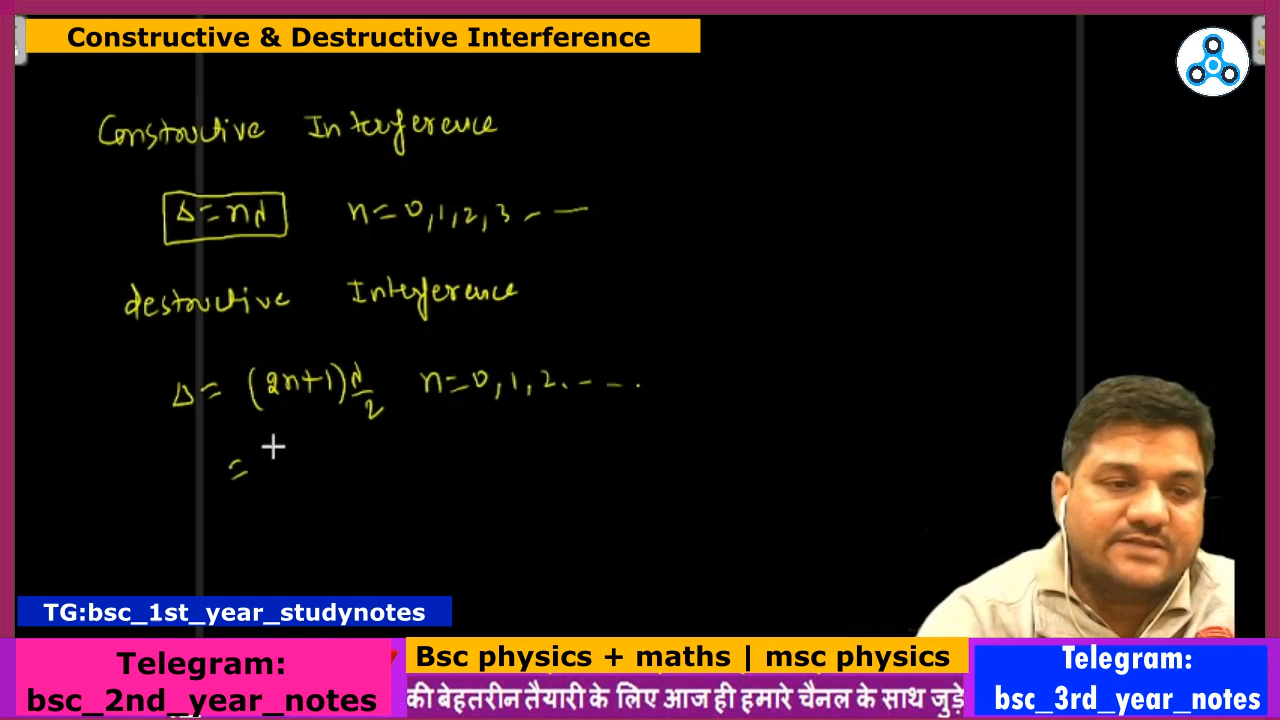 Constructive & Destructive Interference
Constructive Interference
Δ = nλ n = 0, 1, 2, 3 - —
destructive Interference
Δ = (2n+1)λ/2 n = 0, 1, 2. - - .
=
TG:bsc_1st_year_studynotes
Telegram:
bsc_2nd_year_notes
Bsc physics + maths | msc physics
की बेहतरीन तैयारी के लिए आज ही हमारे चैनल के साथ जुड़े
Telegram:
bsc_3rd_year_notes